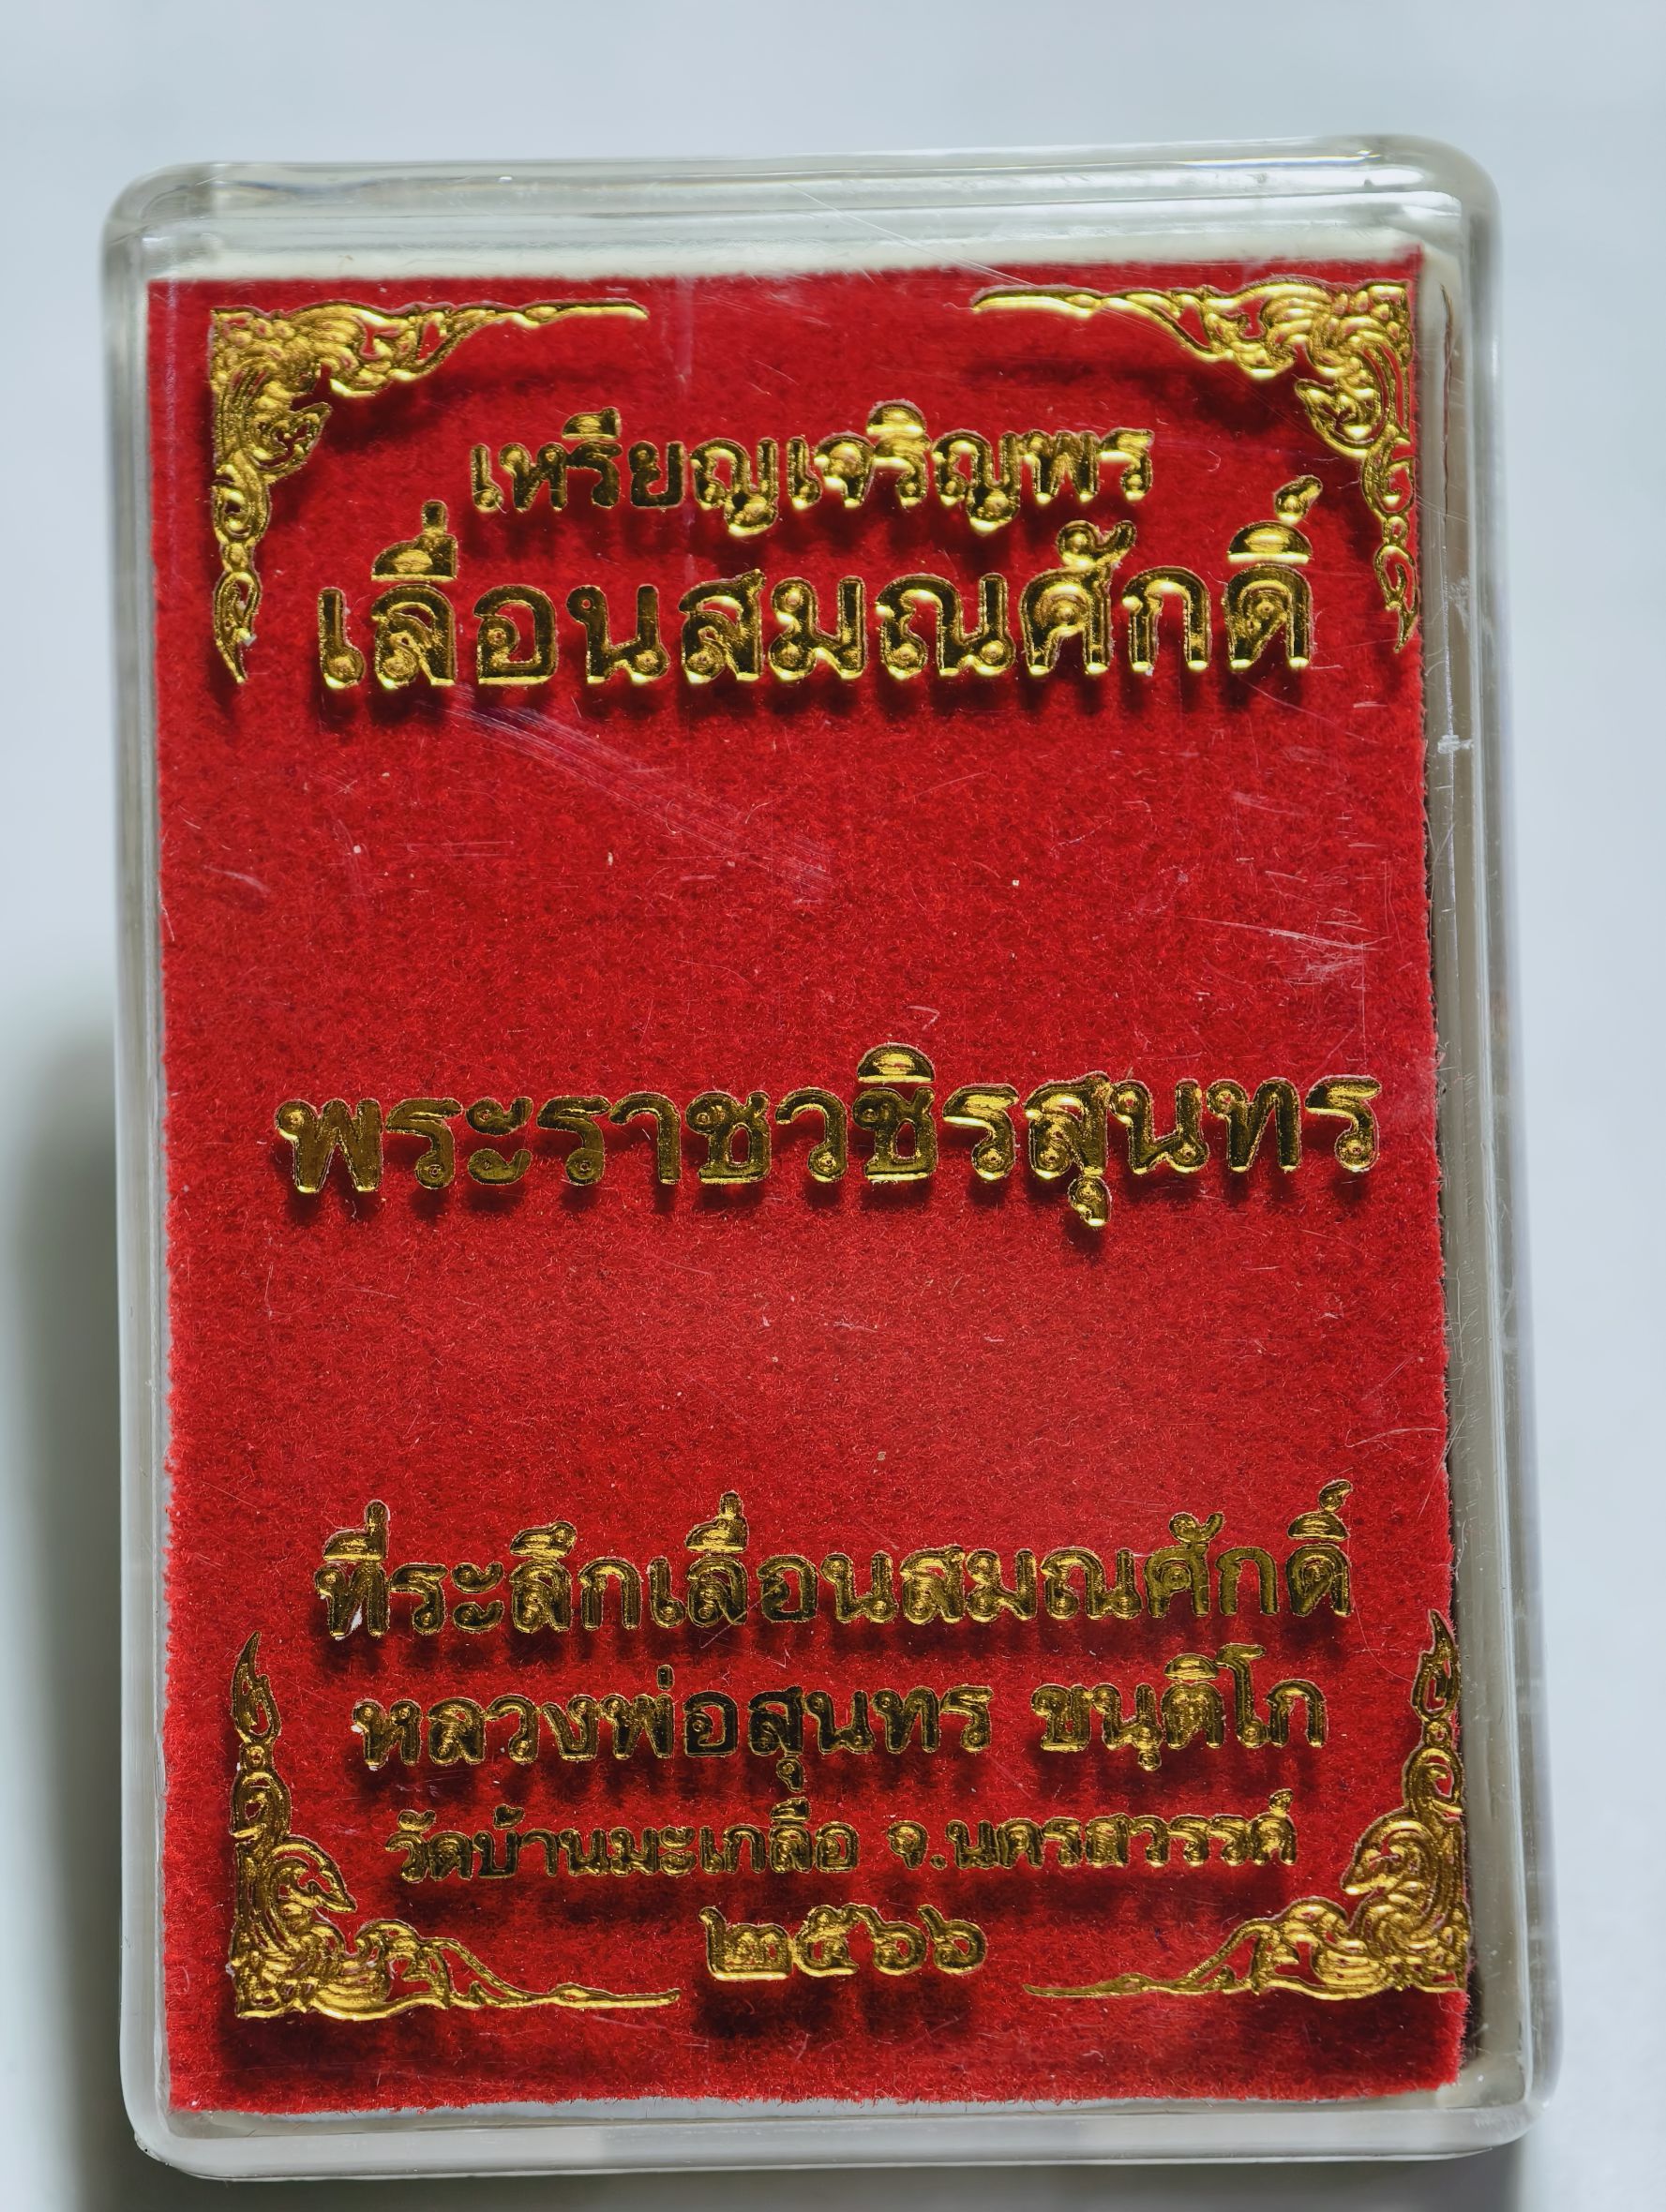 เหรียญเจริญพร
เลื่อนสมณศักดิ์
พระราชวชิรสุนทร
ที่ระลึกเลื่อนสมณศักดิ์
หลวงพ่อสุนทร ขนฺติโก
วัดบ้านมะเกลือ จ.นครสวรรค์
๒๕๖๖